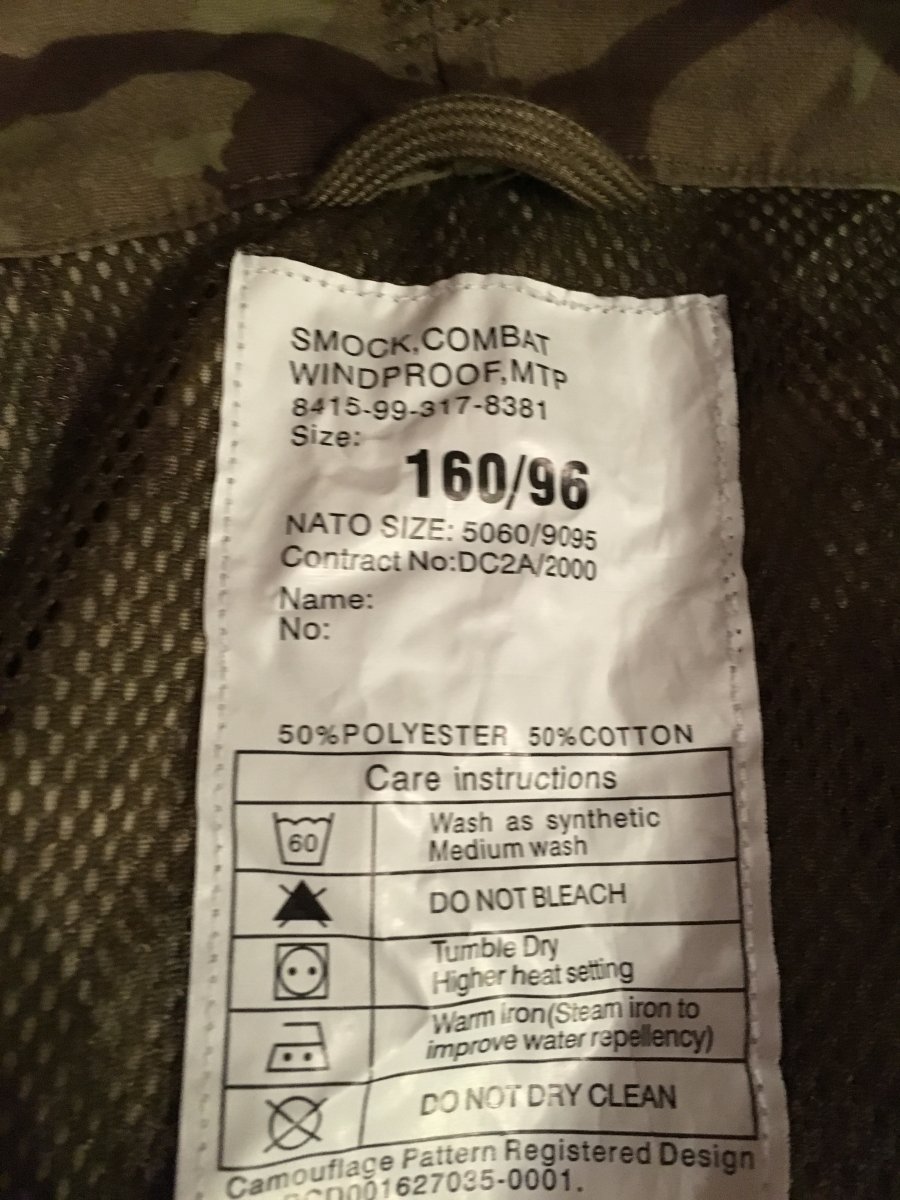 SMOCK,COMBAT
WINDPROOF,MTP
8415-99-317-8381
Size:
160/96
NATO SIZE: 5060/9095
Contract No:DC2A/2000
Name:
No:
50%POLYESTER 50%COTTON
Care instructions
60
Wash as synthetic
Medium wash
DO NOT BLEACH
Tumble Dry
Higher heat setting
Warm iron(Steam iron to
improve water repellency)
DO NOT DRY CLEAN
Camouflage Pattern Registered Design
RCD001627035-0001.